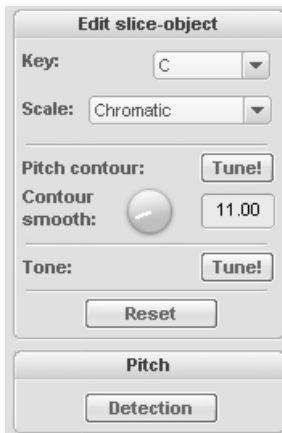 Edit slice-object
Key: C
Scale: Chromatic
Pitch contour: Tune!
Contour
smooth: 11.00
Tone: Tune!
Reset
Pitch
Detection